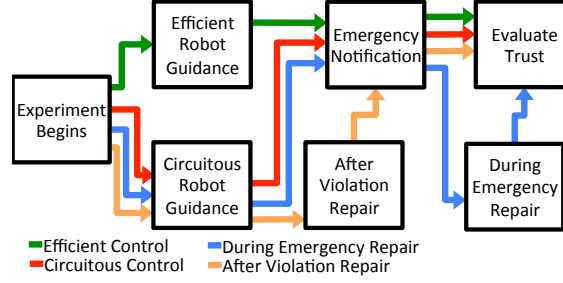 Efficient
Robot
Guidance
Emergency
Notification
Evaluate
Trust
Experiment
Begins
Circuitous
Robot
Guidance
After
Violation
Repair
During
Emergency
Repair
Efficient Control
During Emergency Repair
Circuitous Control
After Violation Repair